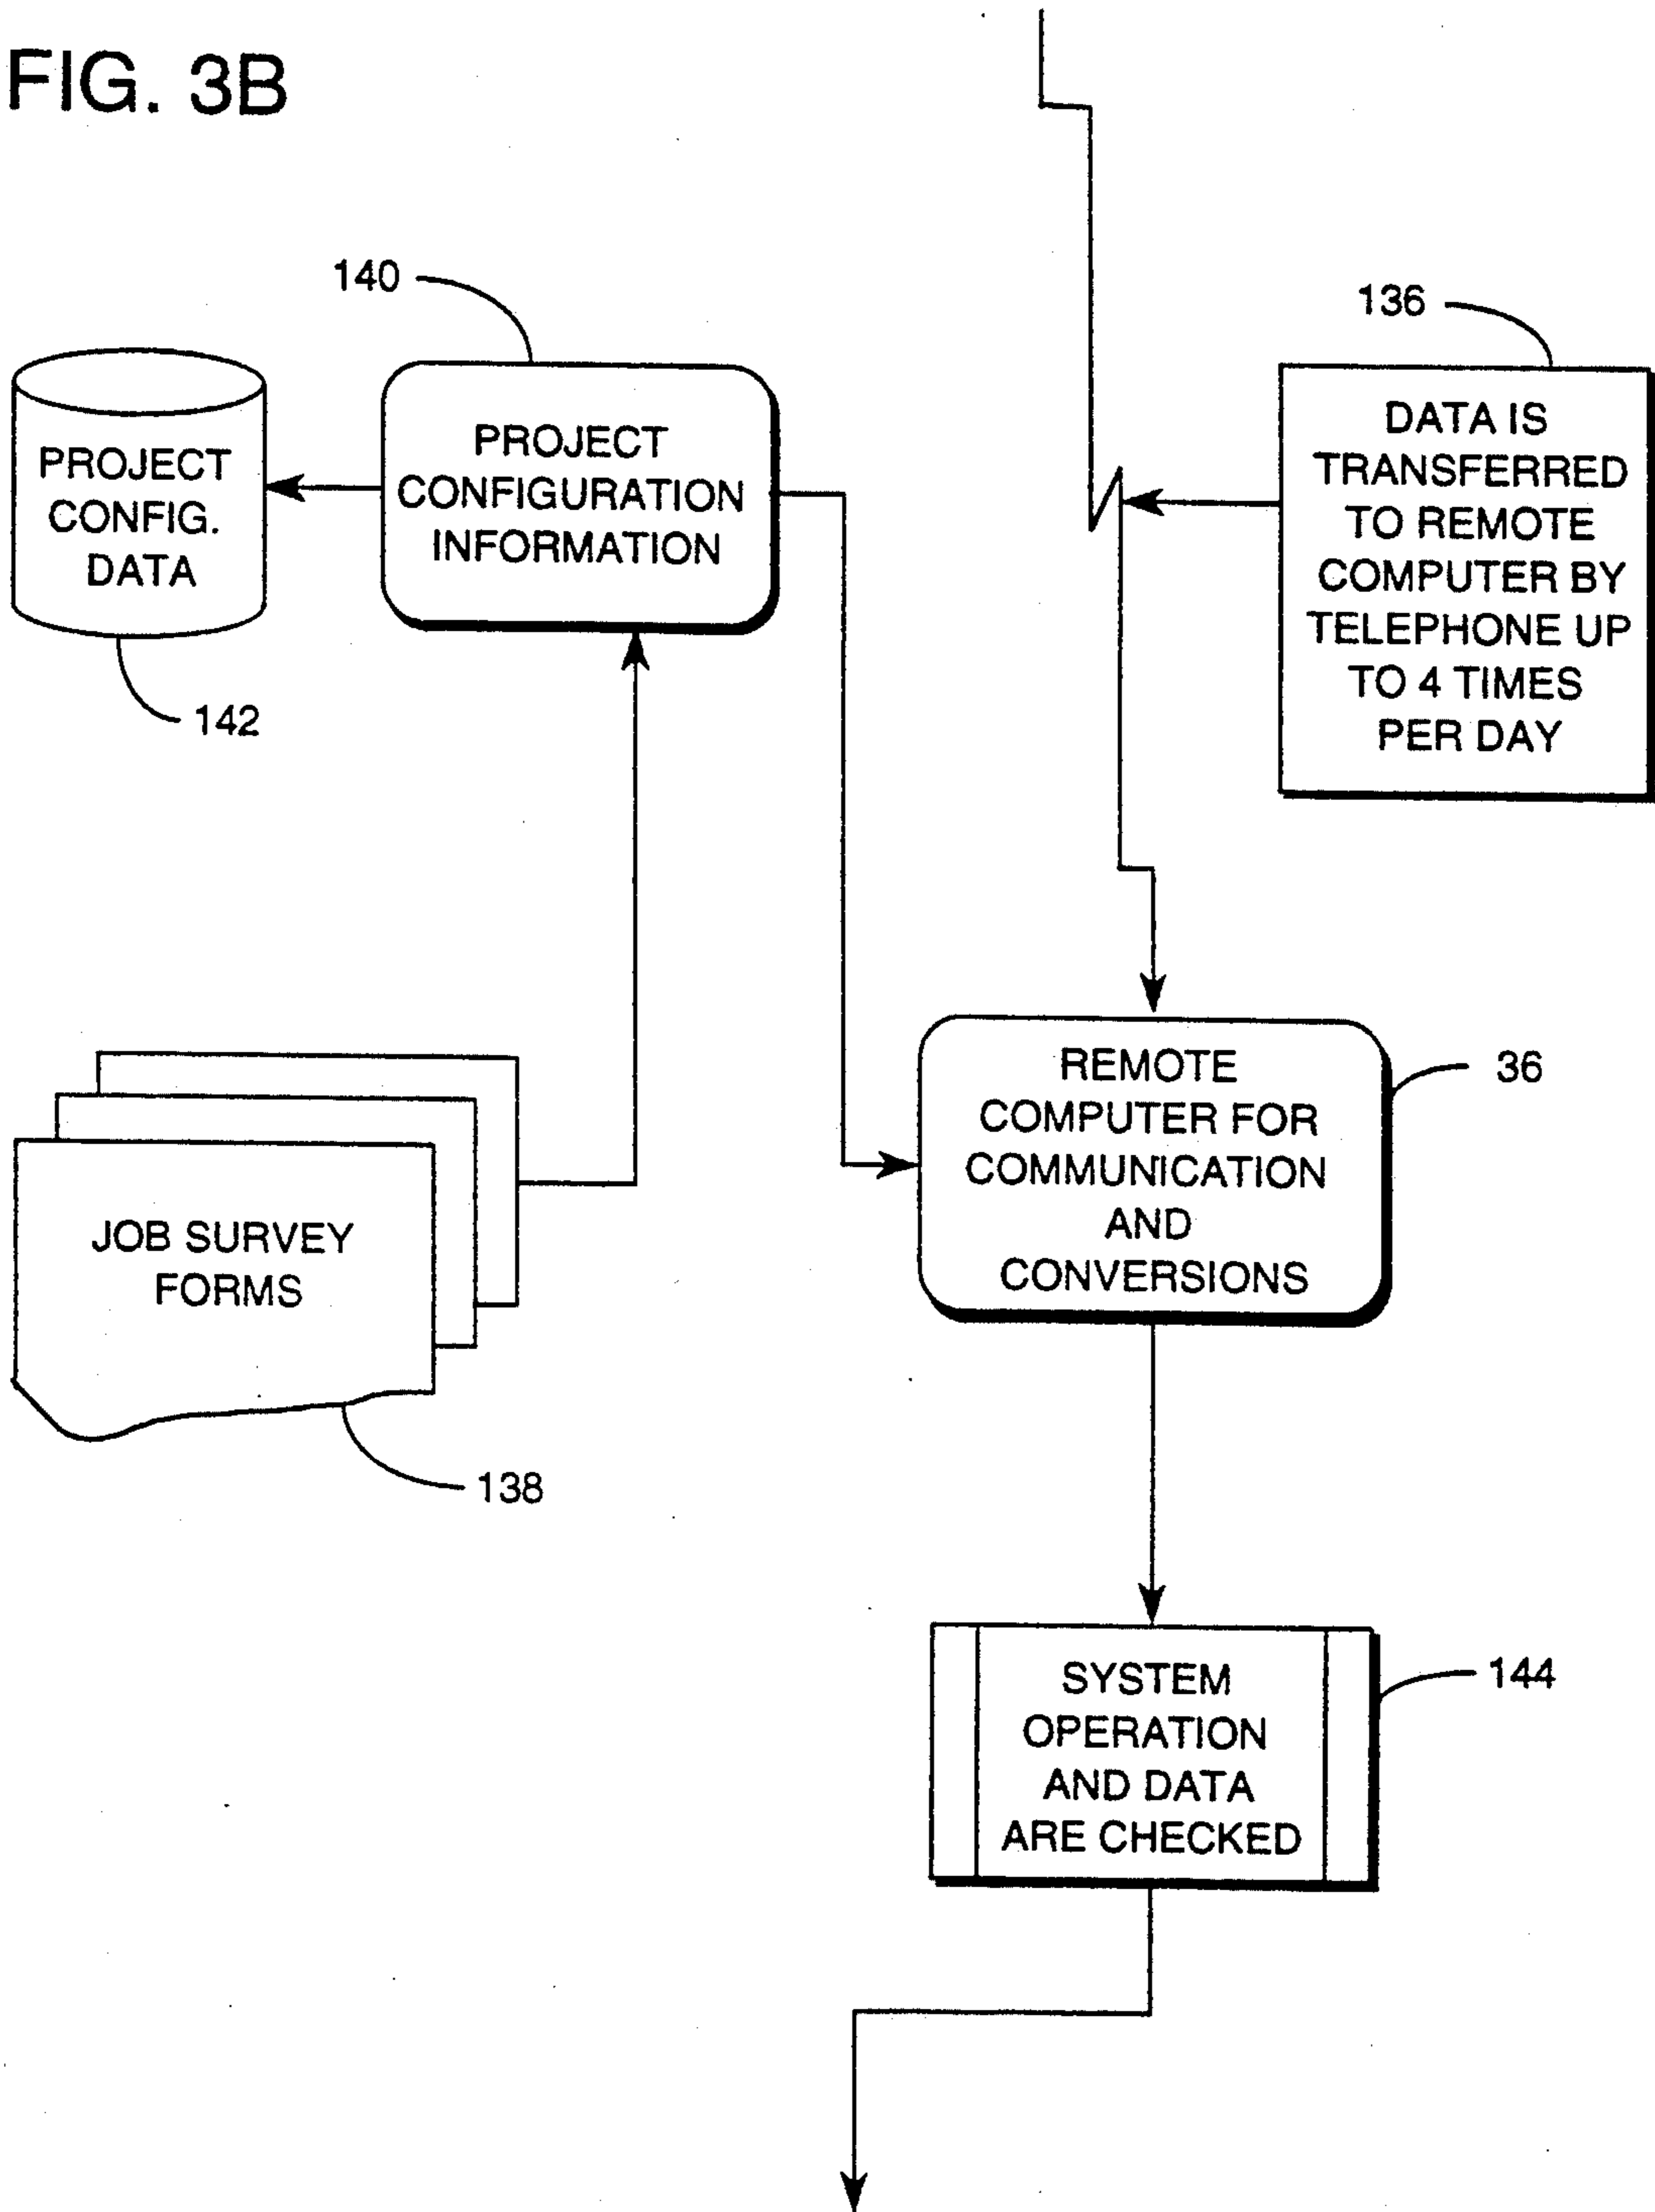 FIG. 3B
140
136
PROJECT
CONFIG.
DATA
142
PROJECT
CONFIGURATION
INFORMATION
DATA IS
TRANSFERRED
TO REMOTE
COMPUTER BY
TELEPHONE UP
TO 4 TIMES
PER DAY
JOB SURVEY
FORMS
138
REMOTE
COMPUTER FOR
COMMUNICATION
AND
CONVERSIONS
36
SYSTEM
OPERATION
AND DATA
ARE CHECKED
144